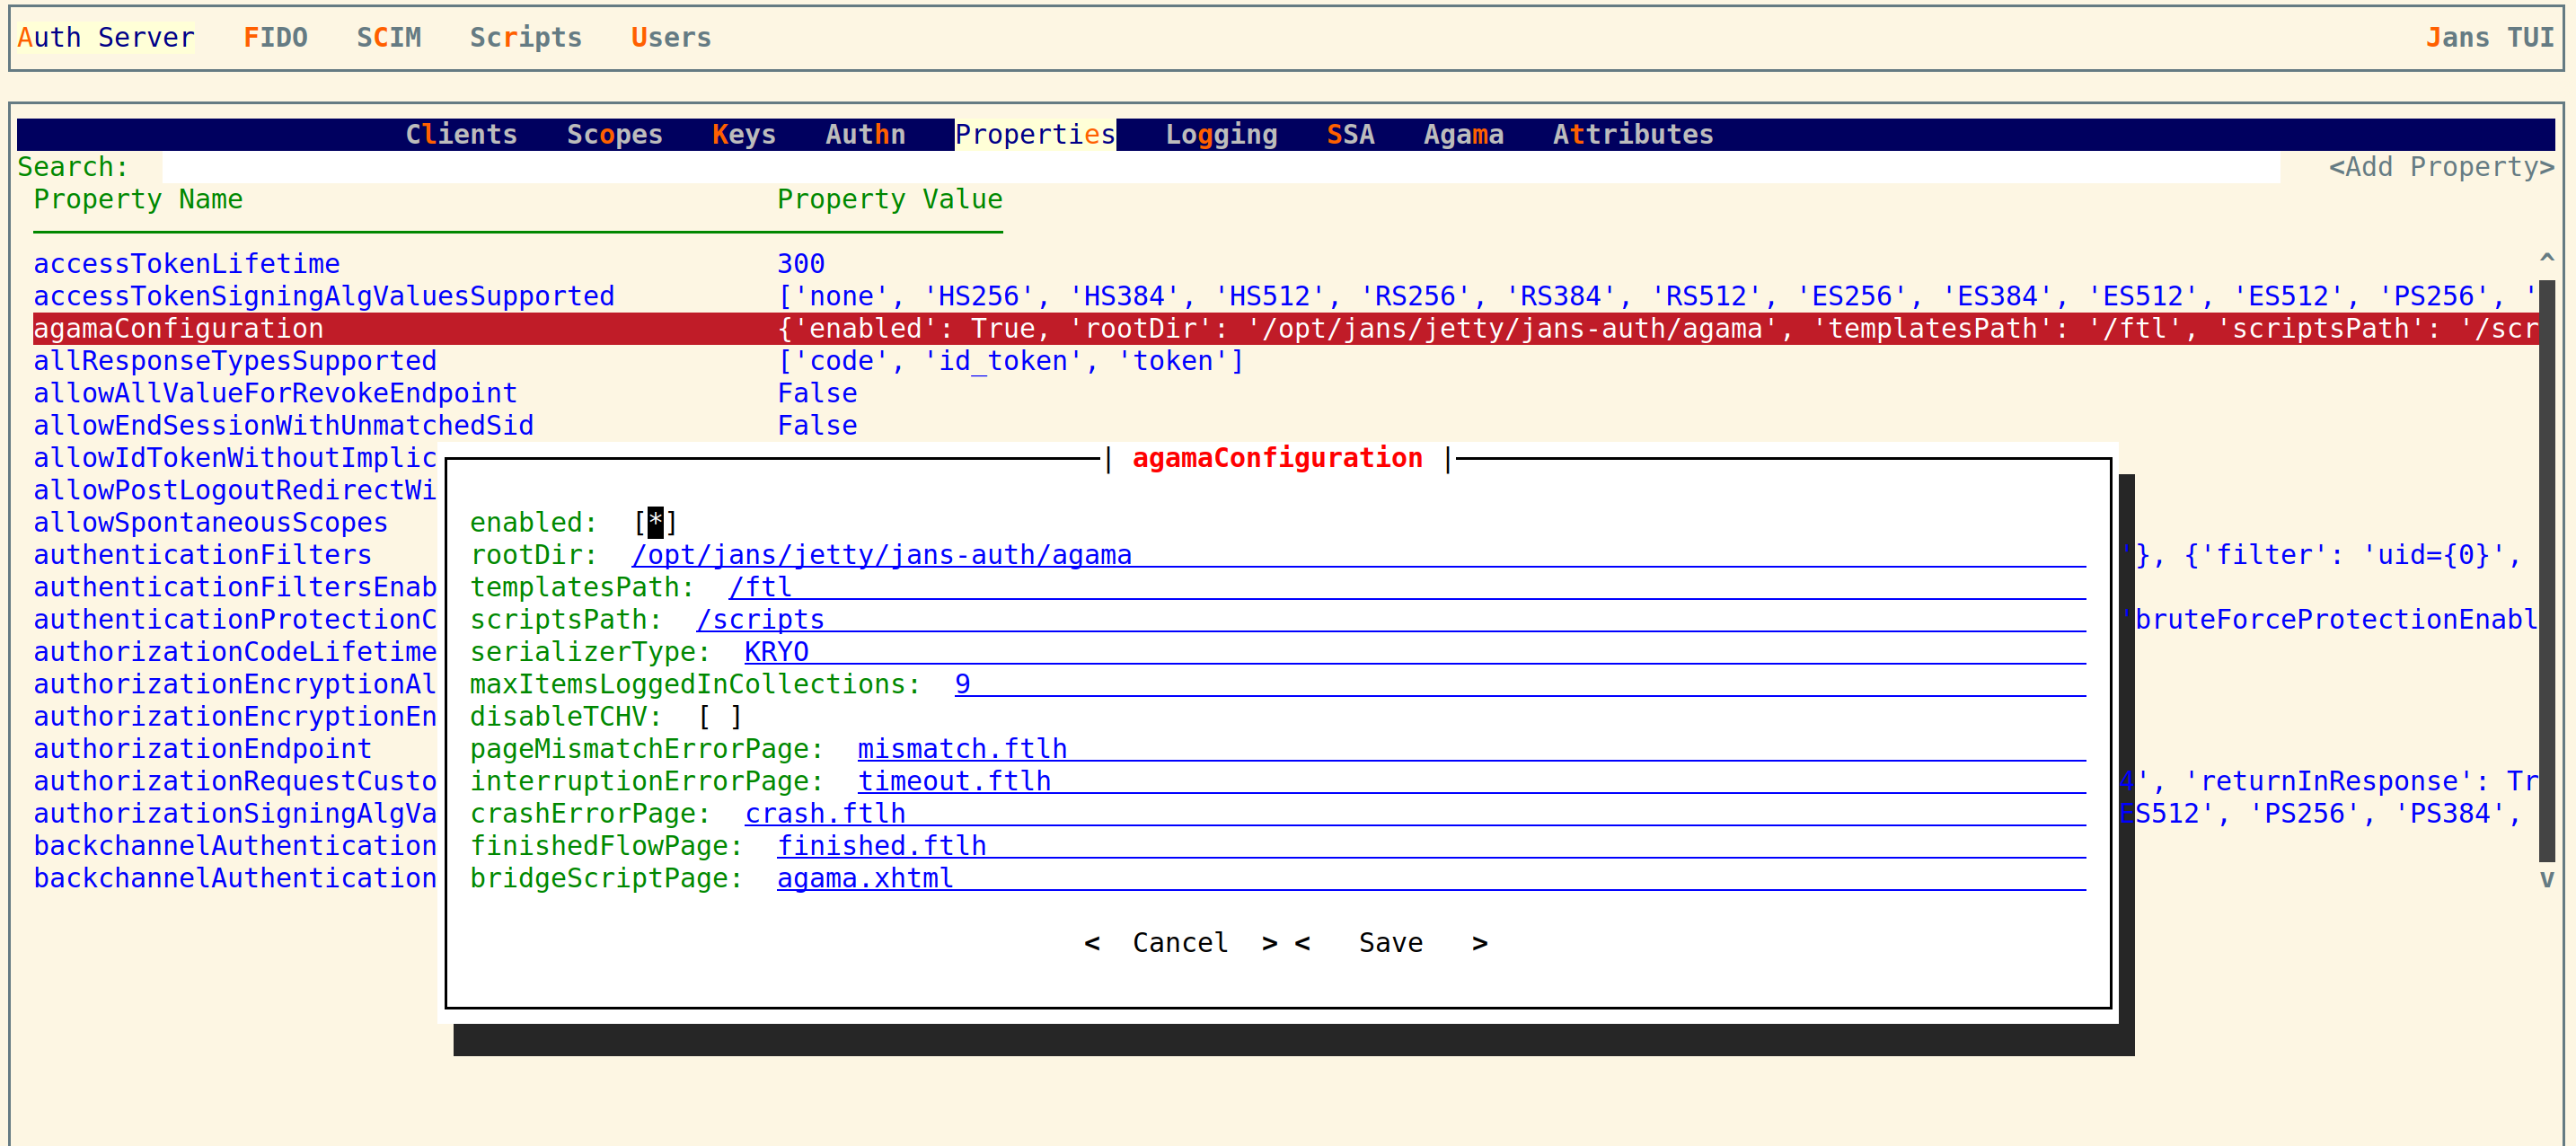 Auth Server FIDO SCIM Scripts Users Jans TUI
Clients Scopes Keys Authn Properties Logging SSA Agama Attributes
Search: <Add Property>
Property Name Property Value
accessTokenLifetime 300 ^
accessTokenSigningAlgValuesSupported ['none', 'HS256', 'HS384', 'HS512', 'RS256', 'RS384', 'RS512', 'ES256', 'ES384', 'ES512', 'ES512', 'PS256', '
agamaConfiguration {'enabled': True, 'rootDir': '/opt/jans/jetty/jans-auth/agama', 'templatesPath': '/ftl', 'scriptsPath': '/scr
allResponseTypesSupported ['code', 'id_token', 'token']
allowAllValueForRevokeEndpoint False
allowEndSessionWithUnmatchedSid False
allowIdTokenWithoutImplic | agamaConfiguration |
allowPostLogoutRedirectWi
allowSpontaneousScopes enabled: [*]
authenticationFilters rootDir: /opt/jans/jetty/jans-auth/agama '}, {'filter': 'uid={0}',
authenticationFiltersEnab templatesPath: /ftl
authenticationProtectionC scriptsPath: /scripts 'bruteForceProtectionEnabl
authorizationCodeLifetime serializerType: KRYO
authorizationEncryptionAl maxItemsLoggedInCollections: 9
authorizationEncryptionEn disableTCHV: [ ]
authorizationEndpoint pageMismatchErrorPage: mismatch.ftlh
authorizationRequestCusto interruptionErrorPage: timeout.ftlh 4', 'returnInResponse': Tr
authorizationSigningAlgVa crashErrorPage: crash.ftlh ES512', 'PS256', 'PS384',
backchannelAuthentication finishedFlowPage: finished.ftlh
backchannelAuthentication bridgeScriptPage: agama.xhtml v
< Cancel > < Save >